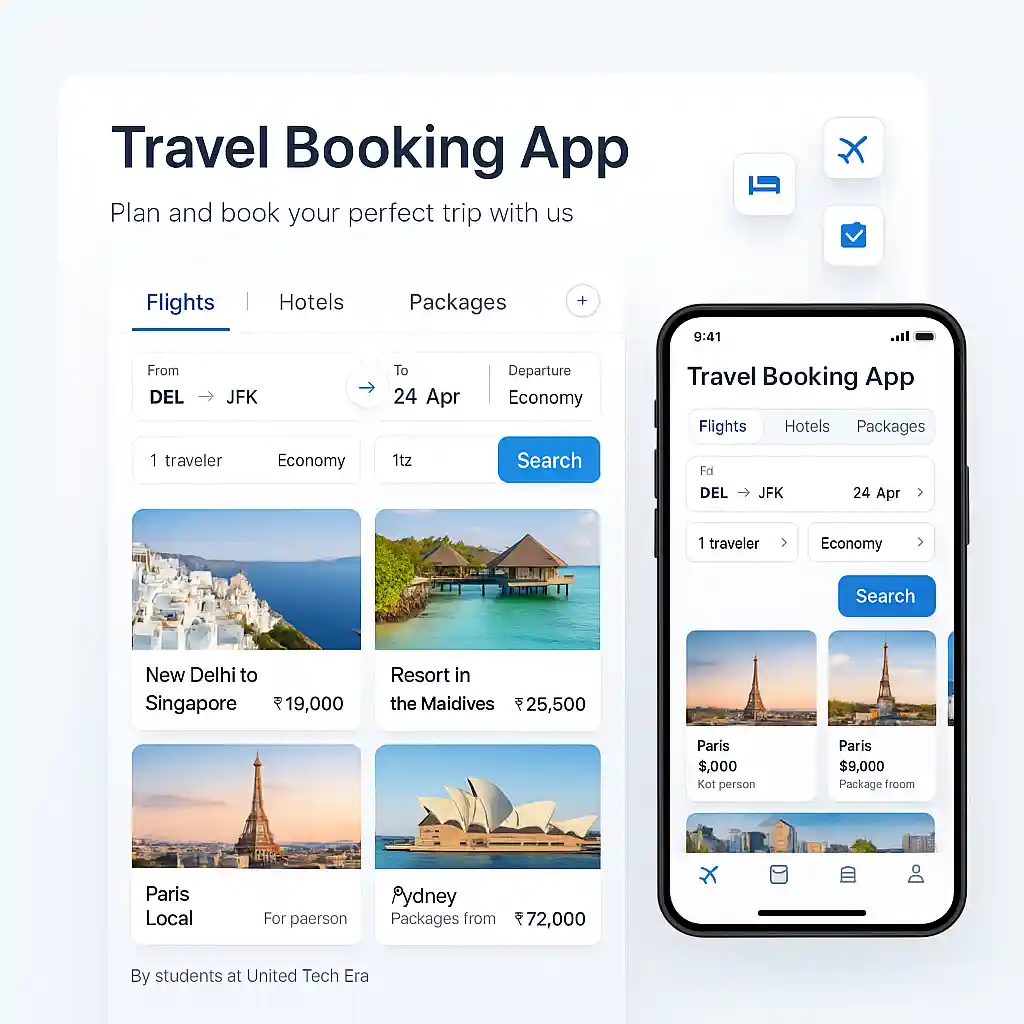 Travel Booking App
Plan and book your perfect trip with us
Flights | Hotels Packages +
From To Departure
DEL → JFK → 24 Apr Economy
1 traveler Economy 1tz Search
New Delhi to
Singapore ₹19,000
Resort in
the Maidives ₹25,500
Paris
Local For paerson
Pydney
Packages from ₹72,000
By students at United Tech Era
9:41
Travel Booking App
Flights Hotels Packages
Fd
DEL → JFK 24 Apr >
1 traveler > Economy >
Search
Paris
$,000
Kot person
Paris
$9,000
Package froom